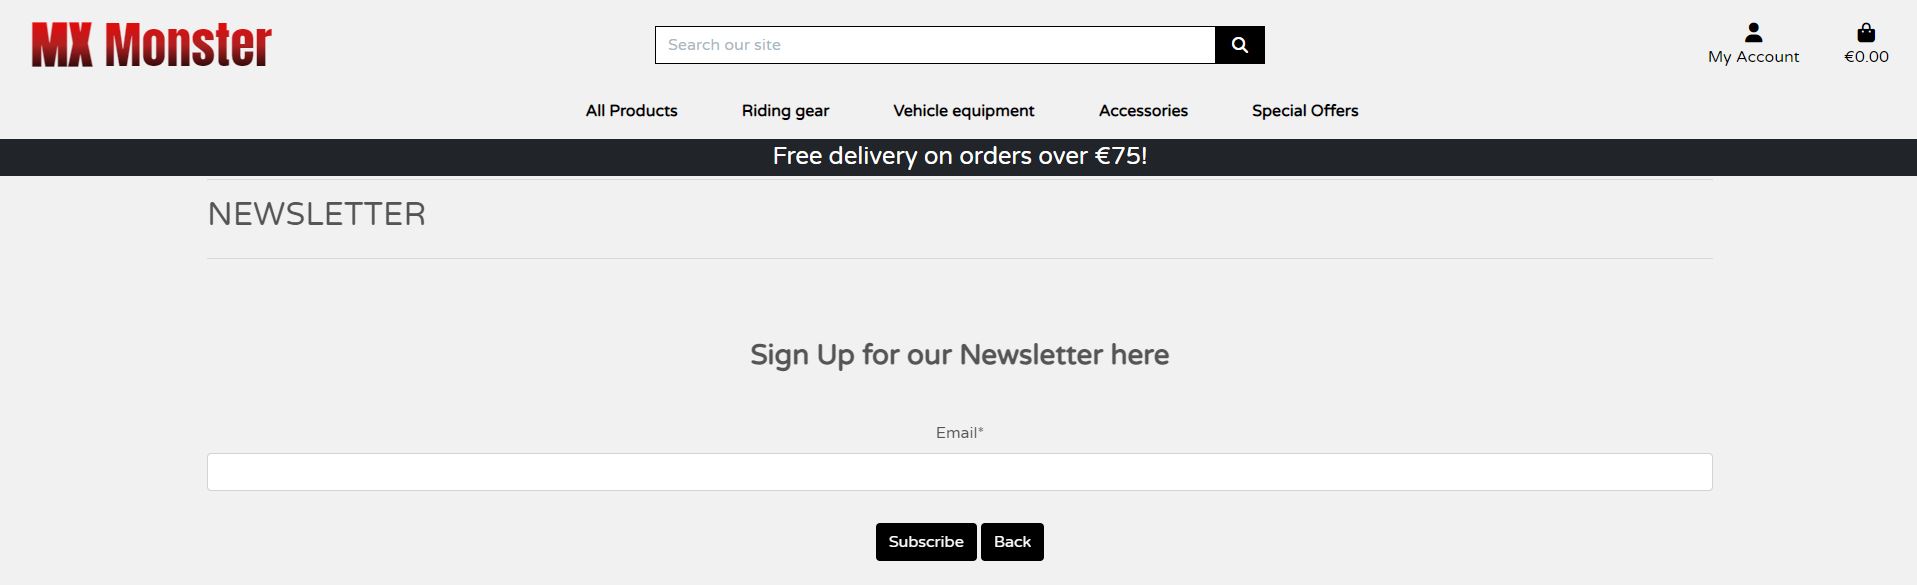 MX Monster
Search our site
My Account
€0.00
All Products
Riding gear
Vehicle equipment
Accessories
Special Offers
Free delivery on orders over €75!
NEWSLETTER
Sign Up for our Newsletter here
Email*
Subscribe
Back